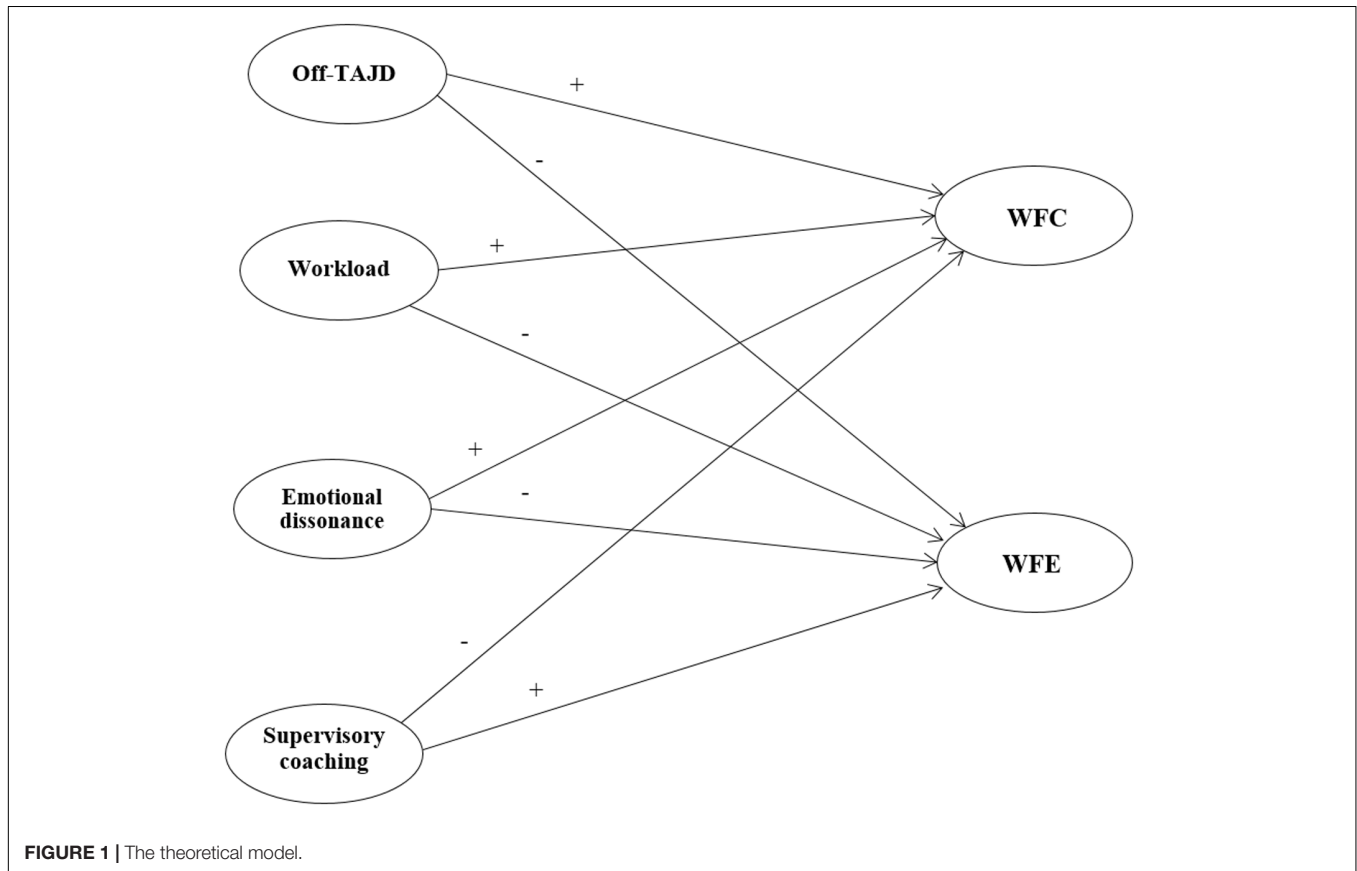 Off-TAJD
+
-
WFC
Workload
+
-
Emotional
dissonance
+
-
WFE
Supervisory
coaching
-
+
FIGURE 1 | The theoretical model.